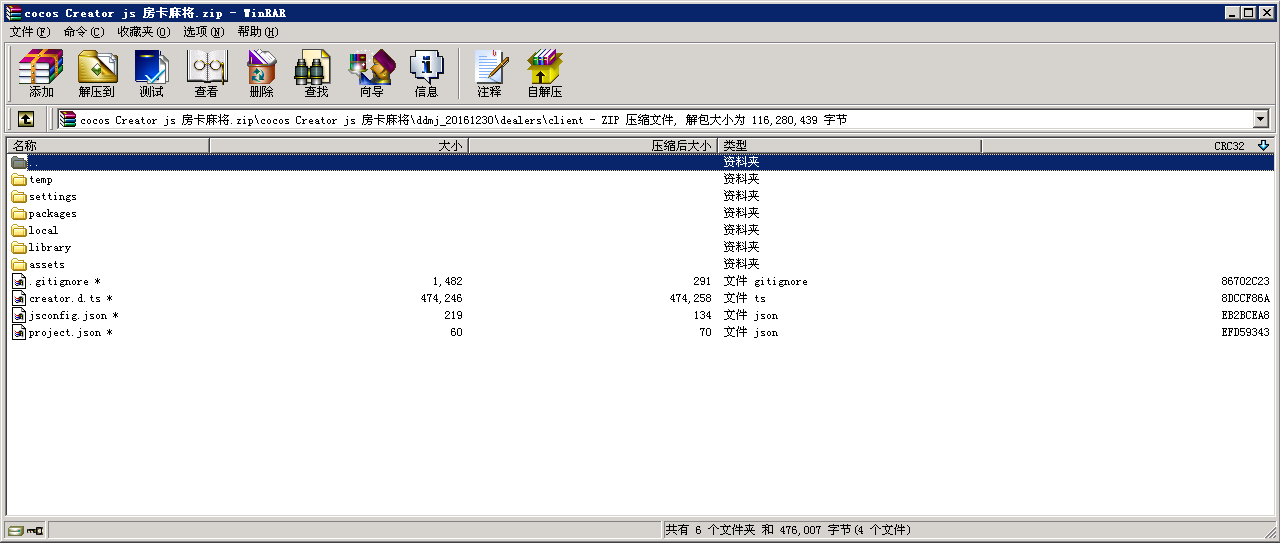 cocos Creator js 房卡麻将.zip - WinRAR
文件(F) 命令(C) 收藏夹(O) 选项(N) 帮助(H)
添加 解压到 测试 查看 删除 查找 向导 信息 注释 自解压
cocos Creator js 房卡麻将.zip\cocos Creator js 房卡麻将\ddmj_20161230\dealers\client - ZIP 压缩文件, 解包大小为 116,280,439 字节
名称 大小 压缩后大小 类型 CRC32
.. 资料夹
temp 资料夹
settings 资料夹
packages 资料夹
local 资料夹
library 资料夹
assets 资料夹
.gitignore * 1,482 291 文件 gitignore 86702C23
creator.d.ts * 474,246 474,258 文件 ts 8DCCF86A
jsconfig.json * 219 134 文件 json EB2BCEA8
project.json * 60 70 文件 json EFD59343
共有 6 个文件夹 和 476,007 字节(4 个文件)